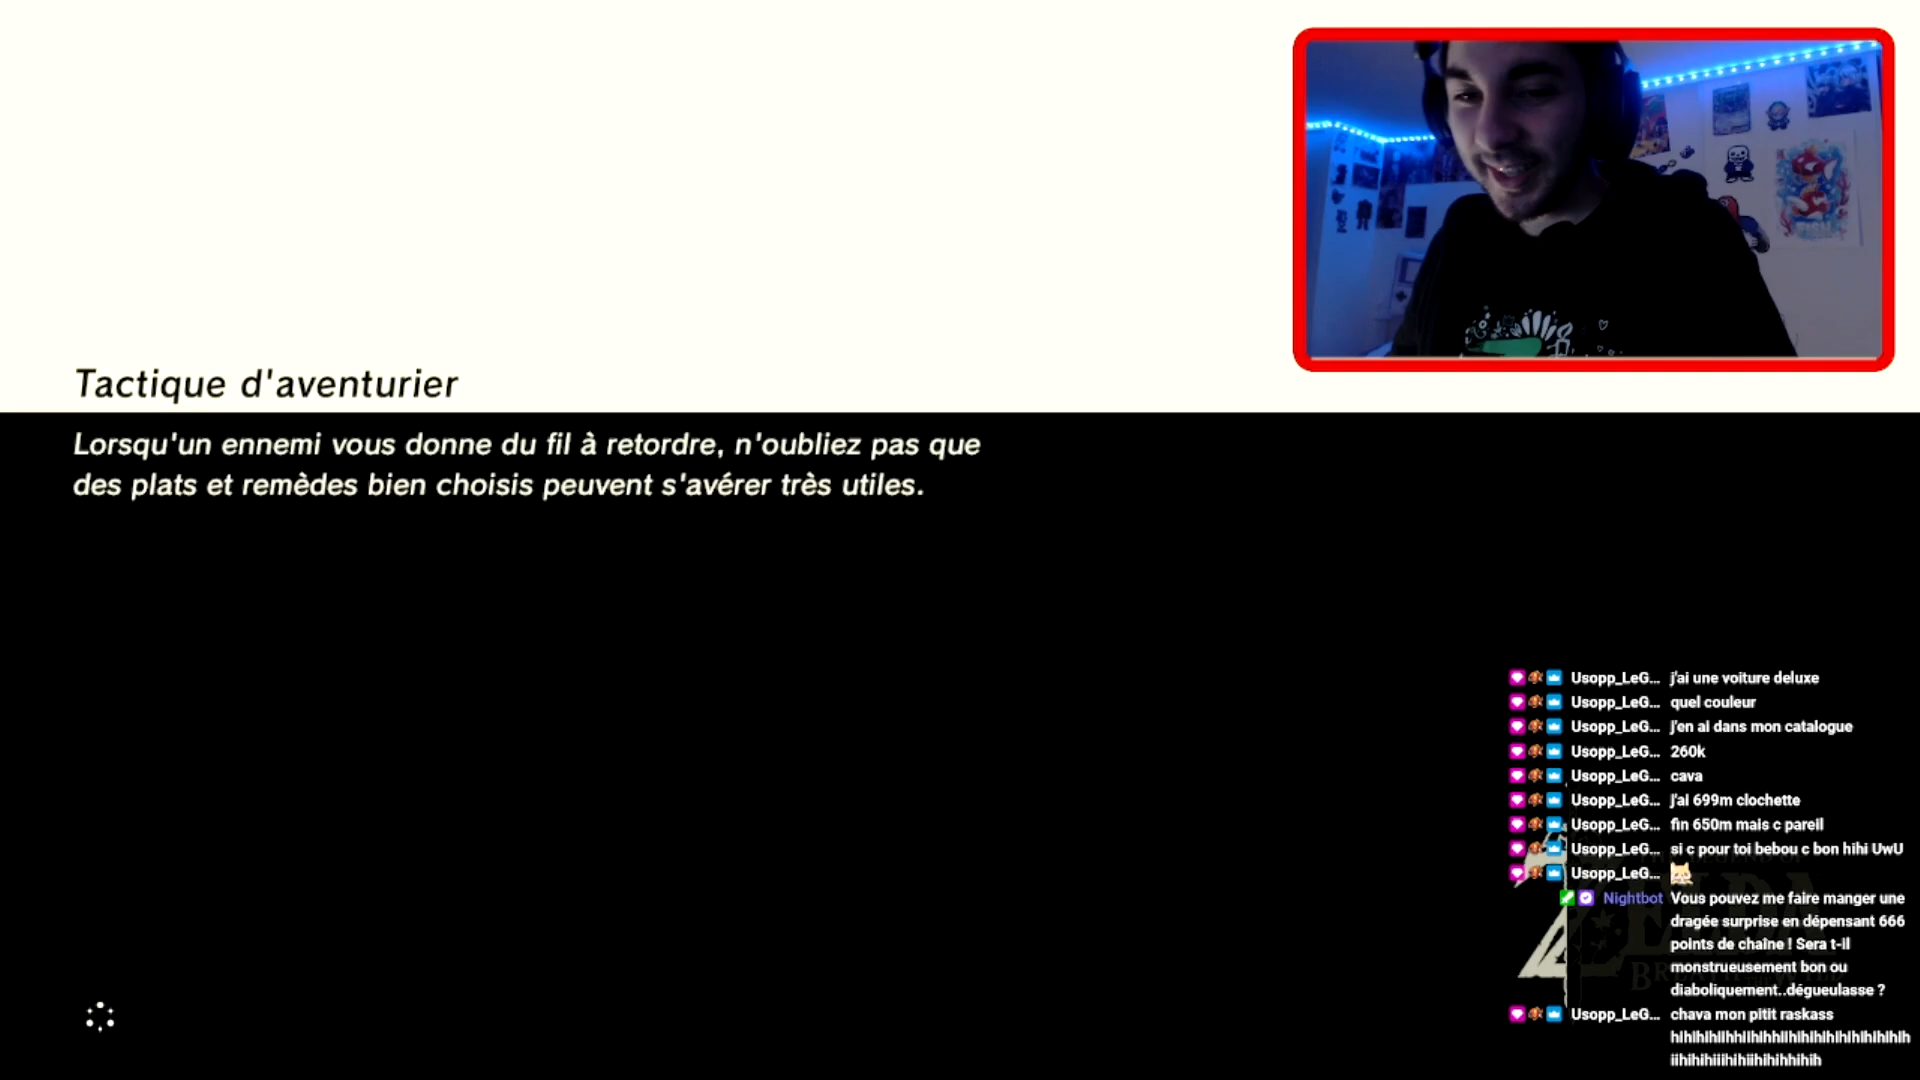 Tactique d'aventurier
Lorsqu'un ennemi vous donne du fil à retordre, n'oubliez pas que
des plats et remèdes bien choisis peuvent s'avérer très utiles.
Usopp_LeG... j'ai une voiture deluxe
Usopp_LeG... quel couleur
Usopp_LeG... j'en ai dans mon catalogue
Usopp_LeG... 260k
Usopp_LeG... cava
Usopp_LeG... j'ai 699m clochette
Usopp_LeG... fin 650m mais c pareil
Usopp_LeG... si c pour toi bebou c bon hihi UwU
Usopp_LeG...
Nightbot Vous pouvez me faire manger une
dragée surprise en dépensant 666
points de chaîne ! Sera t-il
monstrueusement bon ou
diaboliquement..dégueulasse ?
Usopp_LeG... chava mon pitit raskass